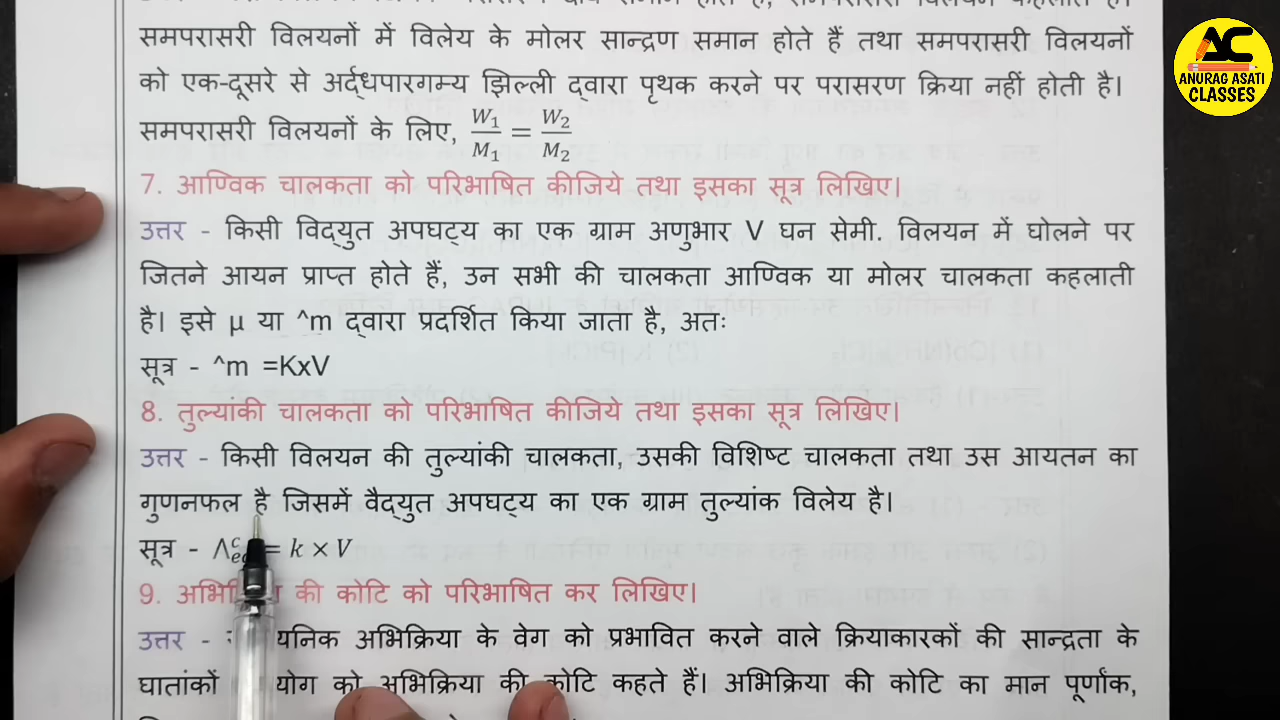 समपरासरी विलयनों में विलेय के मोलर सान्द्रण समान होते हैं तथा समपरासरी विलयनों
को एक-दूसरे से अर्द्धपारगम्य झिल्ली द्वारा पृथक करने पर परासरण क्रिया नहीं होती है।
समपरासरी विलयनों के लिए, W₁/M₁ = W₂/M₂
7. आण्विक चालकता को परिभाषित कीजिये तथा इसका सूत्र लिखिए।
उत्तर - किसी विद्युत अपघट्य का एक ग्राम अणुभार V घन सेमी. विलयन में घोलने पर
जितने आयन प्राप्त होते हैं, उन सभी की चालकता आण्विक या मोलर चालकता कहलाती
है। इसे µ या ^m द्वारा प्रदर्शित किया जाता है, अतः
सूत्र - ^m =KxV
8. तुल्यांकी चालकता को परिभाषित कीजिये तथा इसका सूत्र लिखिए।
उत्तर - किसी विलयन की तुल्यांकी चालकता, उसकी विशिष्ट चालकता तथा उस आयतन का
गुणनफल है जिसमें वैद्युत अपघट्य का एक ग्राम तुल्यांक विलेय है।
सूत्र - = k × V
9. की कोटि को परिभाषित कर लिखिए।
उत्तर - अभिक्रिया के वेग को प्रभावित करने वाले क्रियाकारकों की सान्द्रता के
घातांकों को अभिक्रिया की कोटि कहते हैं। अभिक्रिया की कोटि का मान पूर्णांक,
AC
ANURAG ASATI
CLASSES